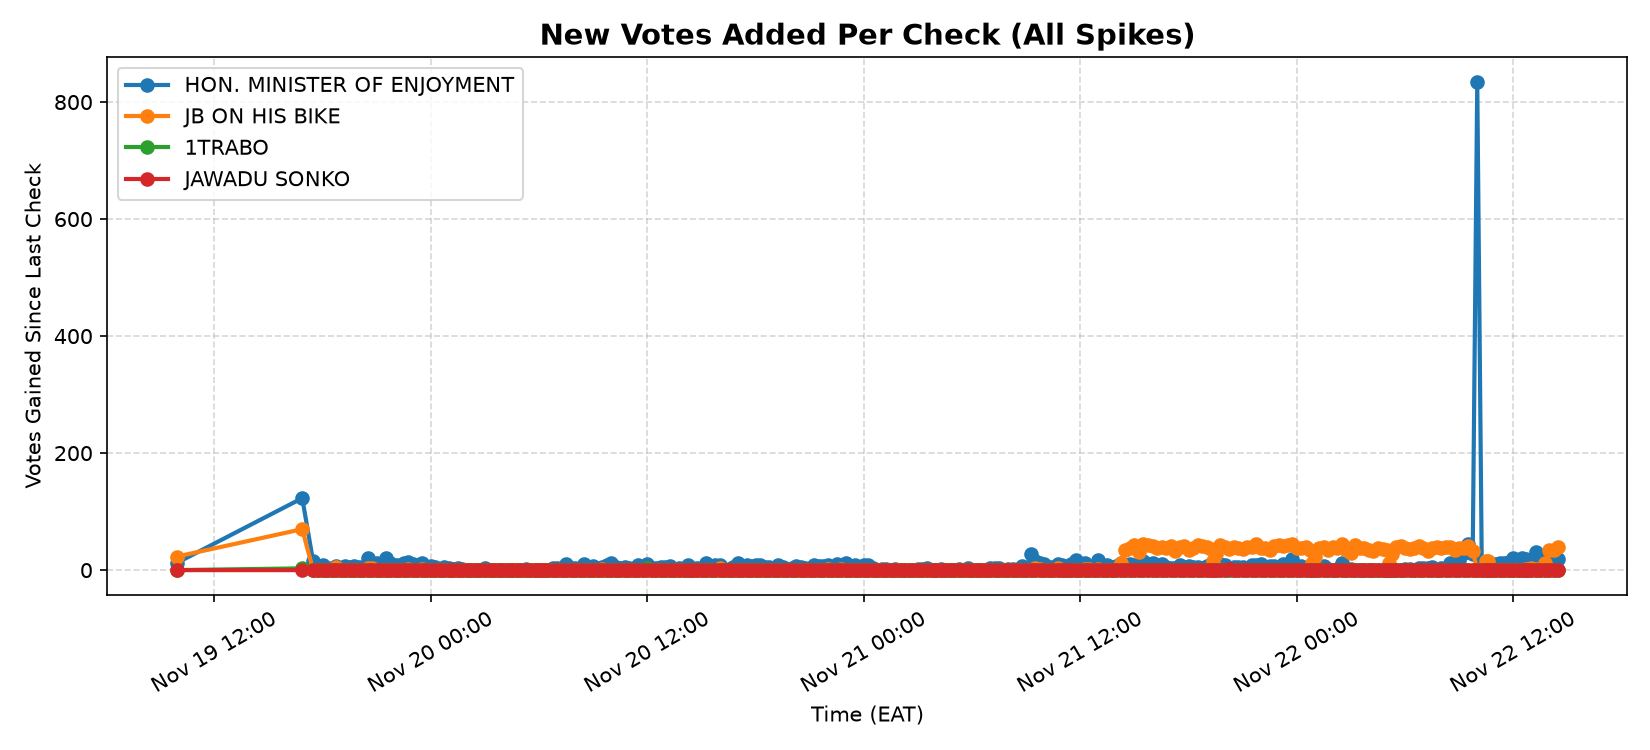 New Votes Added Per Check (All Spikes)
HON. MINISTER OF ENJOYMENT
JB ON HIS BIKE
1TRABO
JAWADU SONKO
Votes Gained Since Last Check
800
600
400
200
0
Nov 19 12:00
Nov 20 00:00
Nov 20 12:00
Nov 21 00:00
Nov 21 12:00
Nov 22 00:00
Nov 22 12:00
Time (EAT)